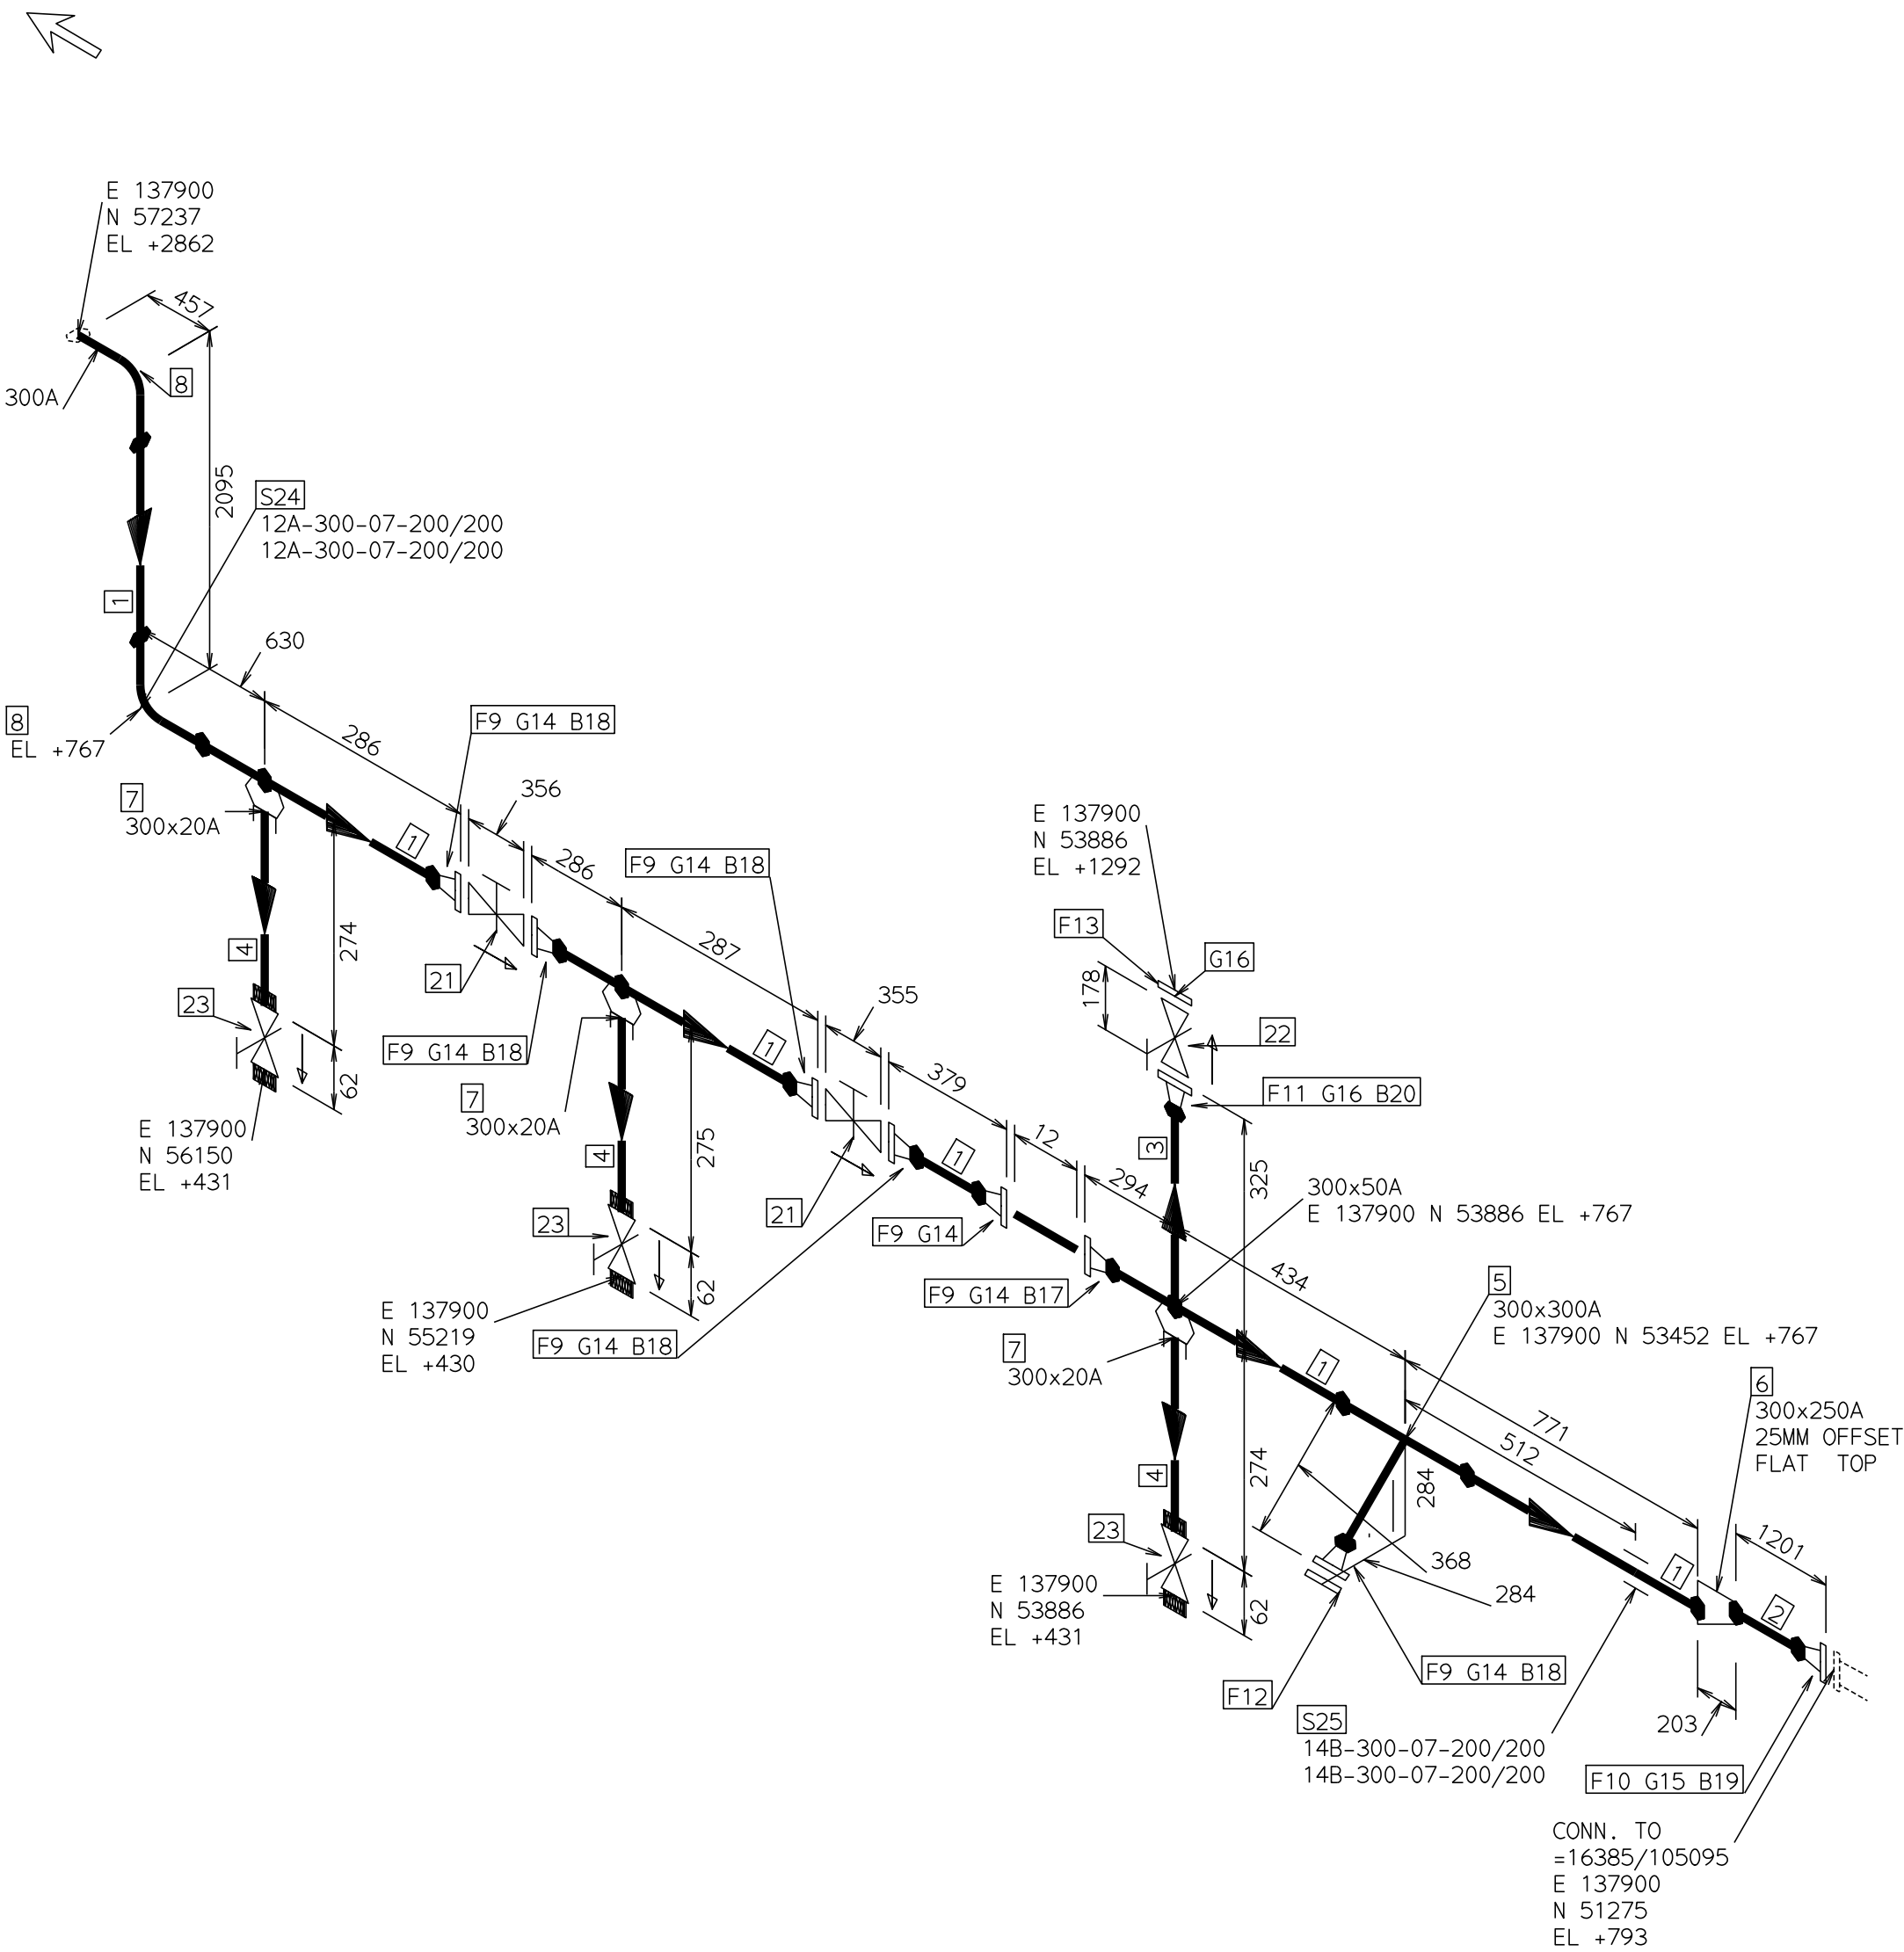 E 137900
N 57237
EL +2862
457
300A
8
2095
S24
12A-300-07-200/200
12A-300-07-200/200
1
630
8
EL +767
286
F9 G14 B18
7
300x20A
356
1
286
F9 G14 B18
274
4
21
287
23
F9 G14 B18
355
62
7
300x20A
1
E 137900
N 56150
EL +431
275
4
379
E 137900
N 53886
EL +1292
F13
G16
178
22
F11 G16 B20
12
3
1
21
23
F9 G14
294
325
300x50A
E 137900 N 53886 EL +767
62
E 137900
N 55219
EL +430
F9 G14 B18
F9 G14 B17
434
5
300x300A
E 137900 N 53452 EL +767
7
300x20A
1
6
300x250A
25MM OFFSET
FLAT TOP
771
512
274
284
4
23
368
1201
E 137900
N 53886
EL +431
284
62
1
2
F9 G14 B18
F12
S25
14B-300-07-200/200
14B-300-07-200/200
203
F10 G15 B19
CONN. TO
=16385/105095
E 137900
N 51275
EL +793